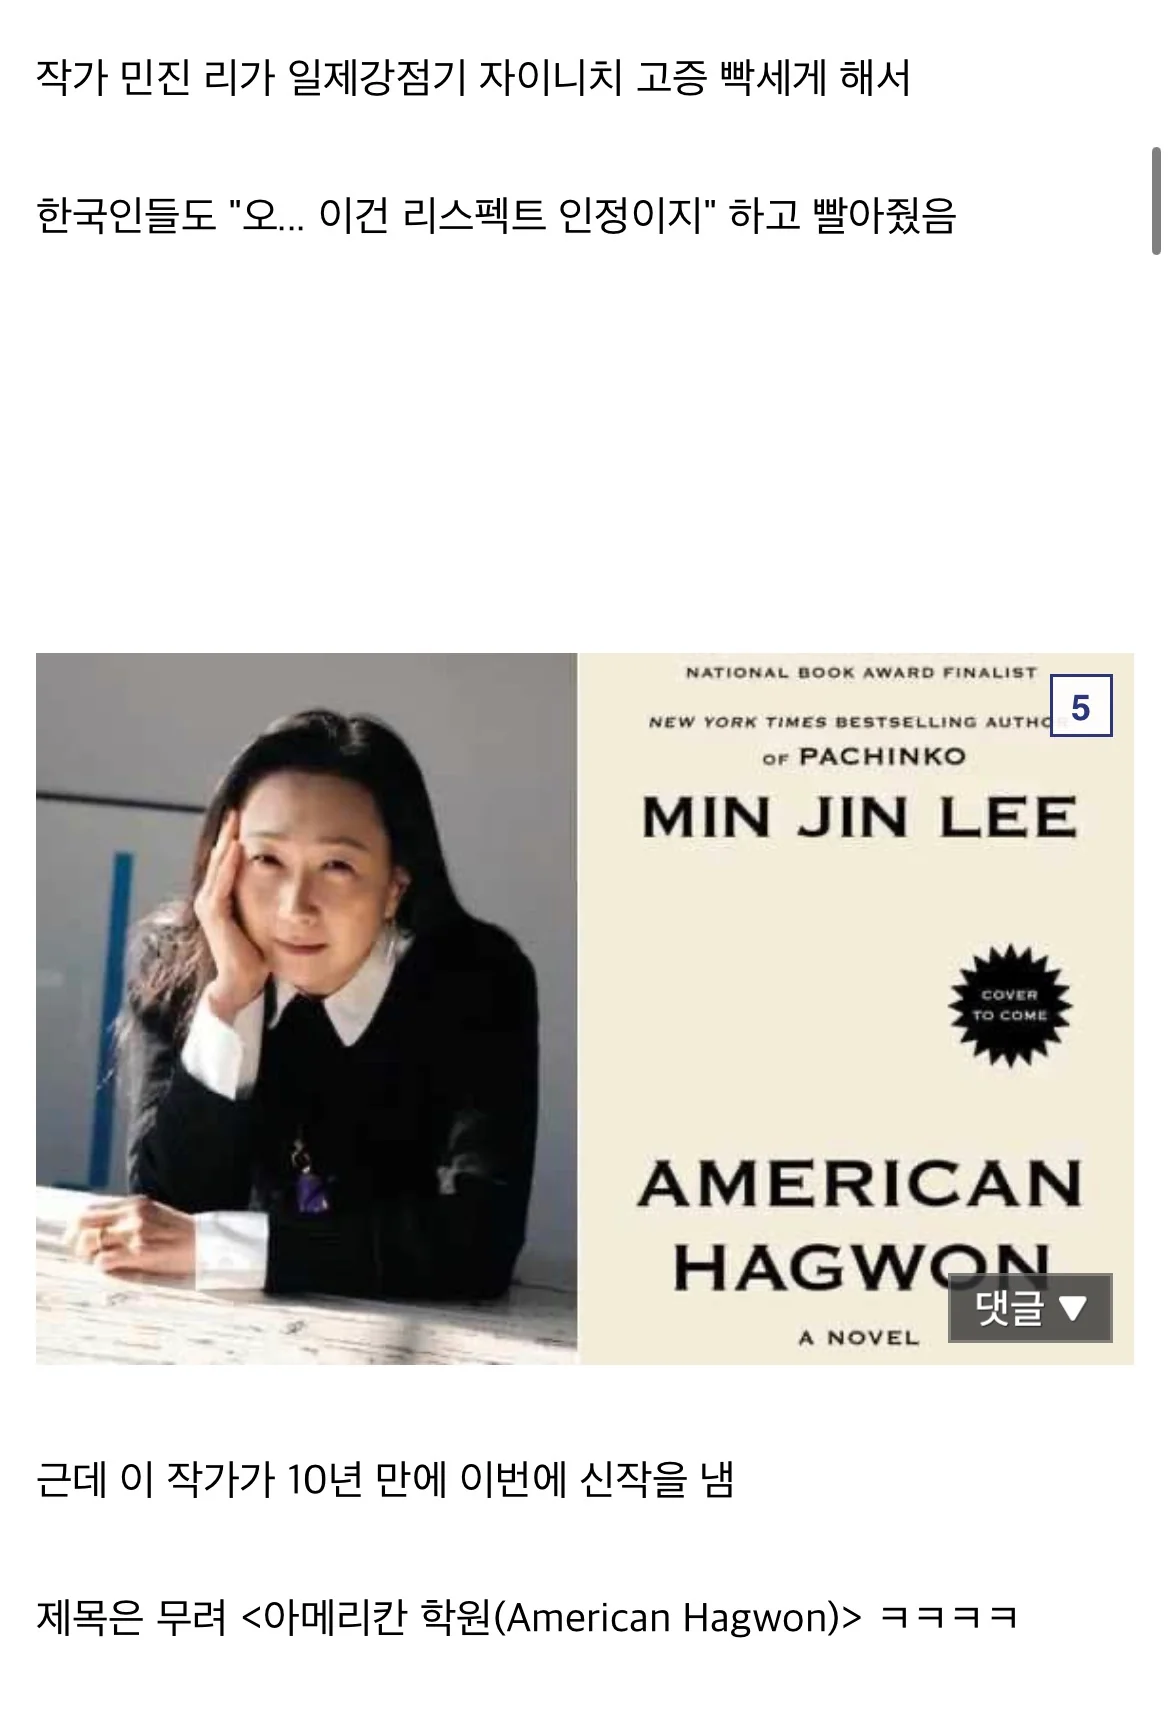 작가 민진 리가 일제강점기 자이니치 고증 빡세게 해서
한국인들도 "오... 이건 리스펙트 인정이지" 하고 빨아줬음
NATIONAL BOOK AWARD FINALIST
5
NEW YORK TIMES BESTSELLING AUTHOR
OF PACHINKO
MIN JIN LEE
COVER
TO COME
AMERICAN
HAGWON
댓글 ▼
A NOVEL
근데 이 작가가 10년 만에 이번에 신작을 냄
제목은 무려 <아메리칸 학원(American Hagwon)> ㅋㅋㅋㅋ